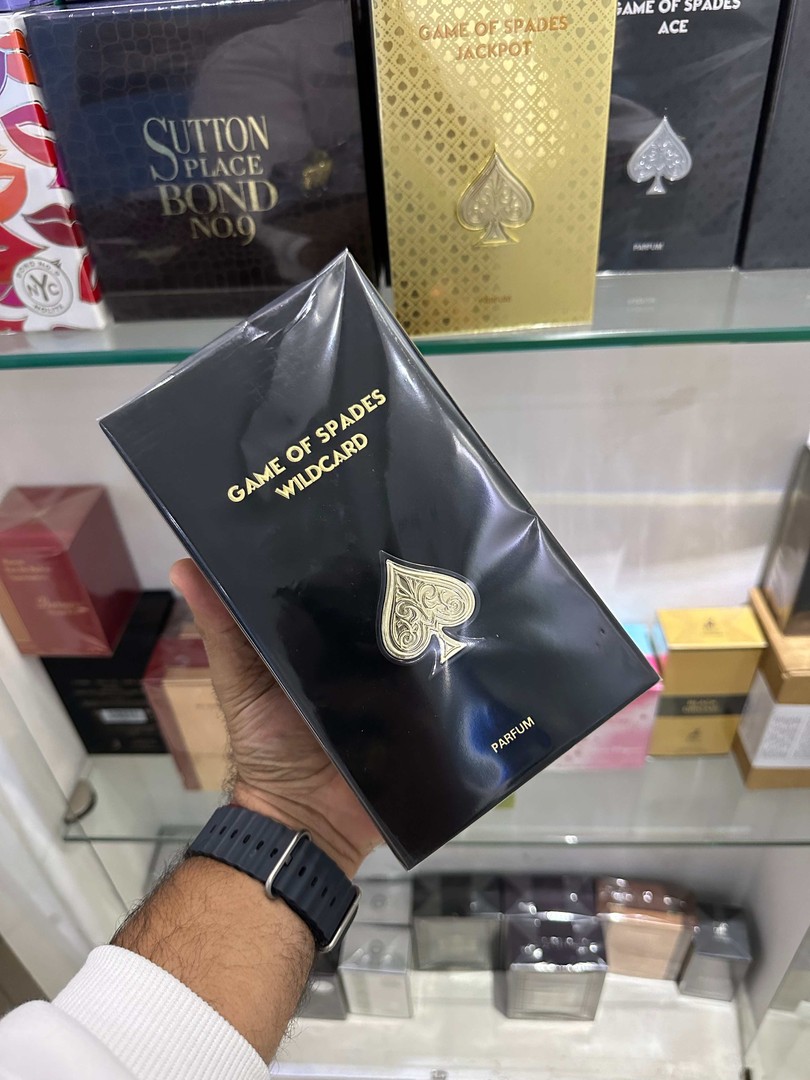 SUTTON
PLACE
BOND
NO.9
GAME OF SPADES
JACKPOT
GAME OF SPADES
ACE
PARFUM
NYC
GAME OF SPADES
WILDCARD
PARFUM